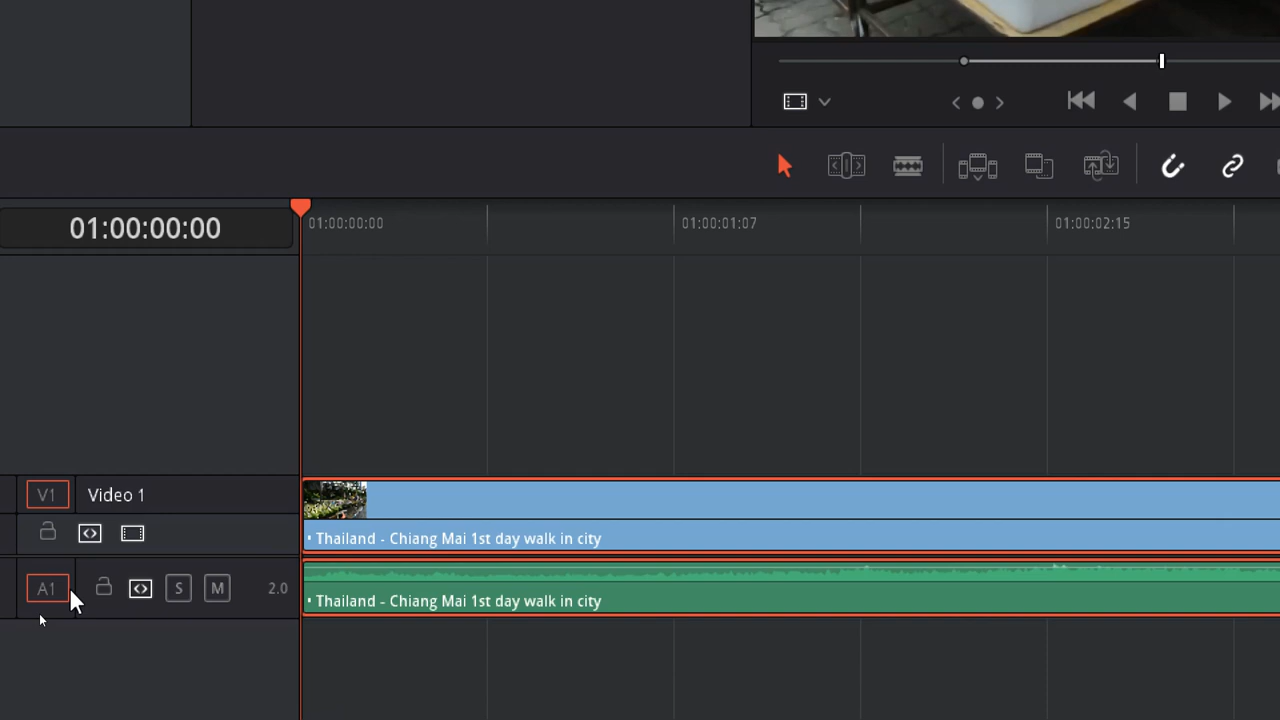 01:00:00:00
01:00:00:00
01:00:01:07
01:00:02:15
V1 Video 1
• Thailand - Chiang Mai 1st day walk in city
A1 S M 2.0
• Thailand - Chiang Mai 1st day walk in city